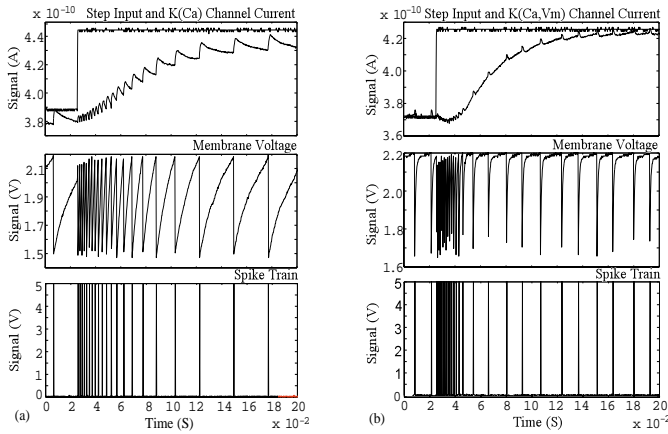 x 10⁻¹⁰ Step Input and K(Ca) Channel Current
Signal (A)
4.4
4.2
4.0
3.8
Membrane Voltage
Signal (V)
2.1
1.9
1.7
1.5
Spike Train
Signal (V)
5
4
3
2
1
0
0 2 4 6 8 10 12 14 16 18 20
(a) Time (S) x 10⁻²
x 10⁻¹⁰ Step Input and K(Ca,Vm) Channel Current
Signal (A)
4.2
4.0
3.8
3.6
Membrane Voltage
Signal (V)
2.2
2.0
1.8
1.6
Spike Train
Signal (V)
5
4
3
2
1
0
0 2 4 6 8 10 12 14 16 18 20
(b) Time (S) x 10⁻²